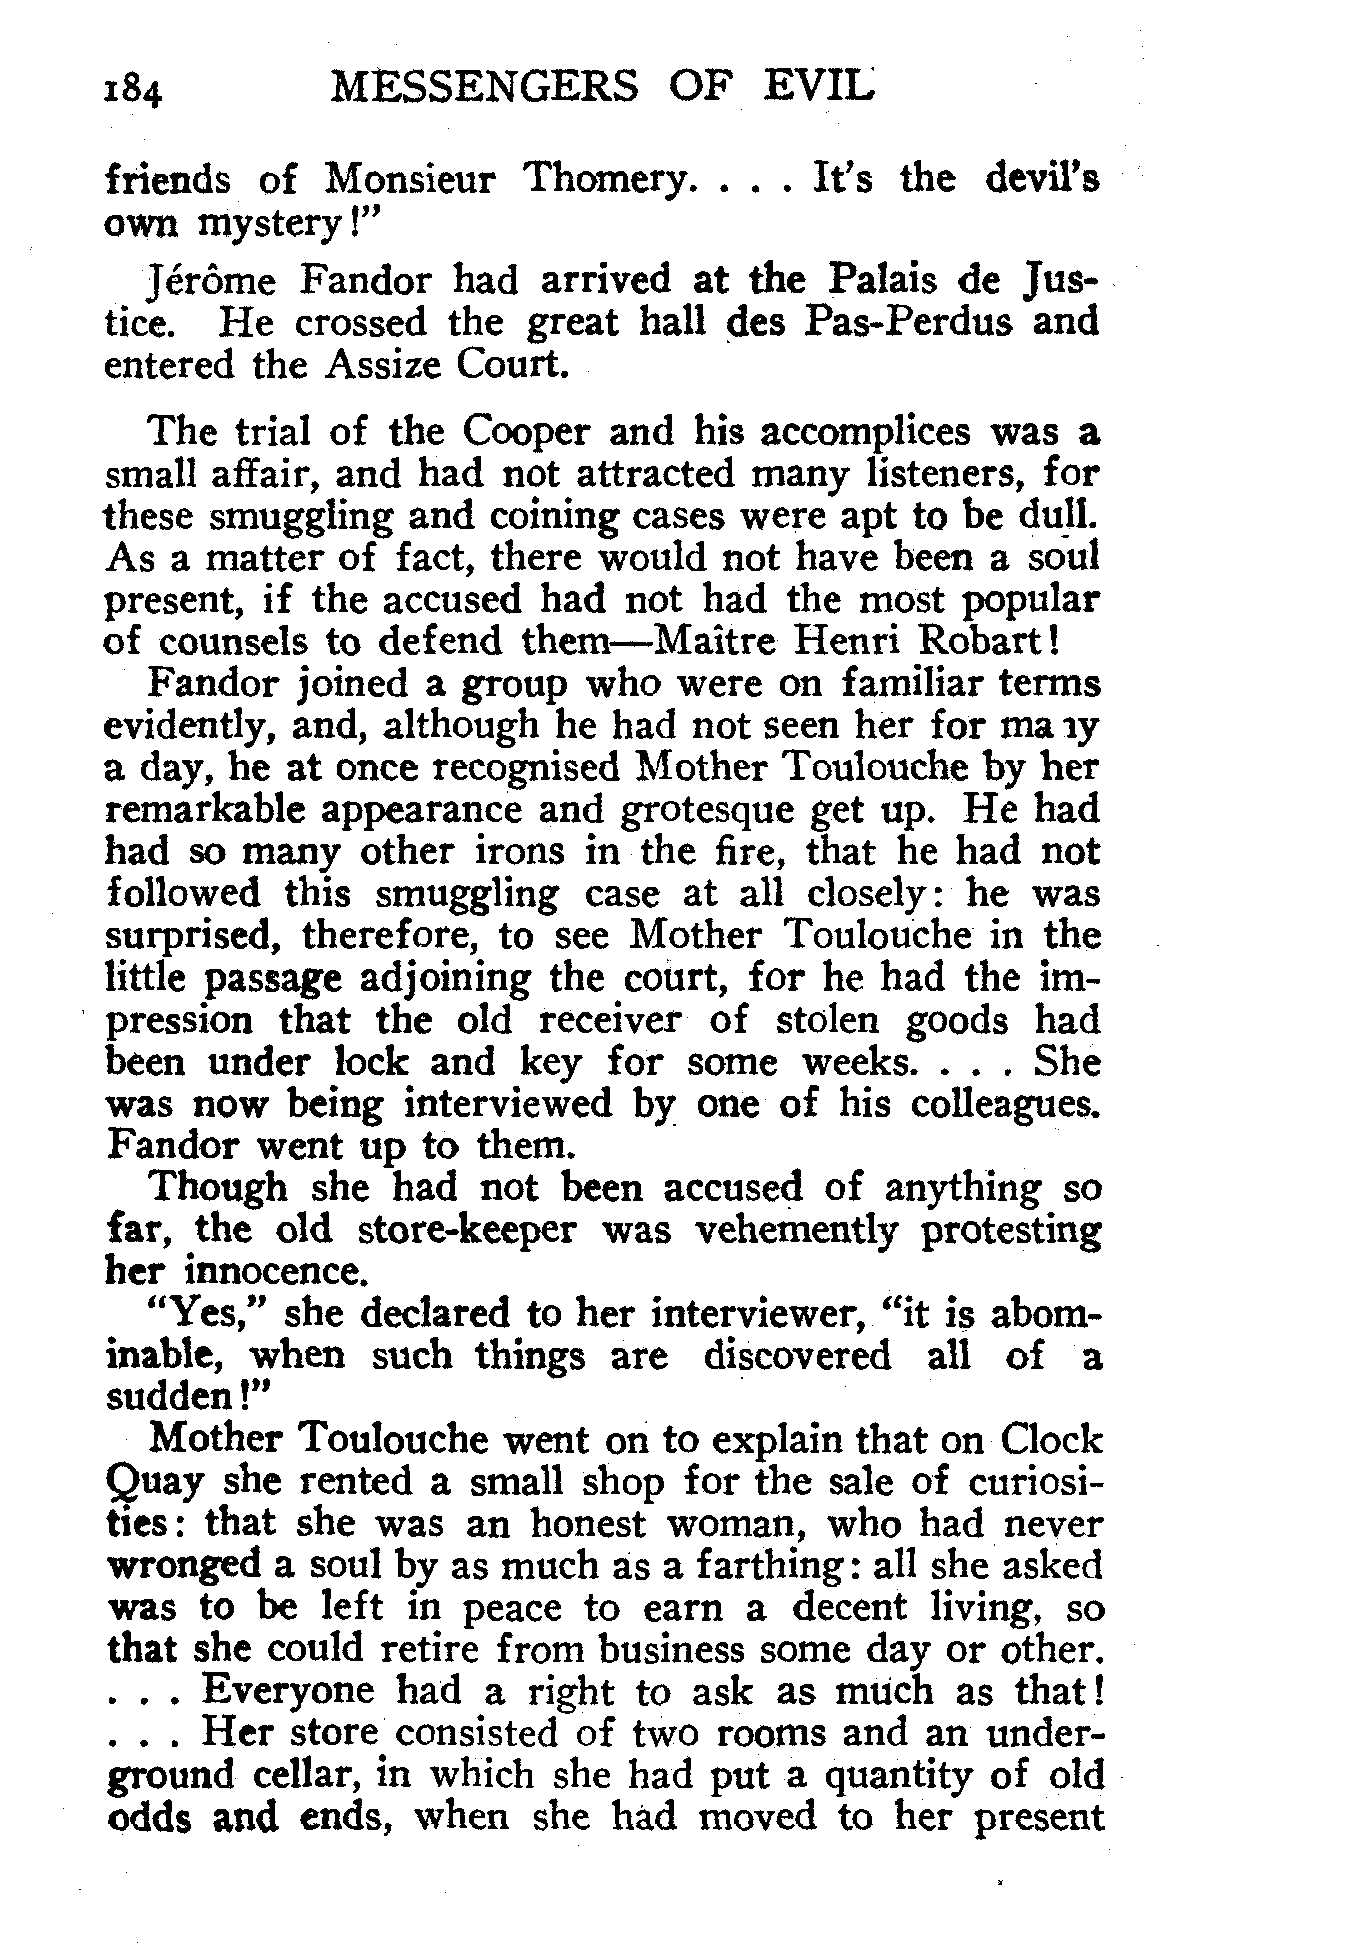 184 MESSENGERS OF EVIL
friends of Monsieur Thomery. . . . It's the devil's
own mystery!"
Jérôme Fandor had arrived at the Palais de Jus-
tice. He crossed the great hall des Pas-Perdus and
entered the Assize Court.
The trial of the Cooper and his accomplices was a
small affair, and had not attracted many listeners, for
these smuggling and coining cases were apt to be dull.
As a matter of fact, there would not have been a soul
present, if the accused had not had the most popular
of counsels to defend them—Maître Henri Robart!
Fandor joined a group who were on familiar terms
evidently, and, although he had not seen her for many
a day, he at once recognised Mother Toulouche by her
remarkable appearance and grotesque get up. He had
had so many other irons in the fire, that he had not
followed this smuggling case at all closely: he was
surprised, therefore, to see Mother Toulouche in the
little passage adjoining the court, for he had the im-
pression that the old receiver of stolen goods had
been under lock and key for some weeks. . . . She
was now being interviewed by one of his colleagues.
Fandor went up to them.
Though she had not been accused of anything so
far, the old store-keeper was vehemently protesting
her innocence.
"Yes," she declared to her interviewer, "it is abom-
inable, when such things are discovered all of a
sudden!"
Mother Toulouche went on to explain that on Clock
Quay she rented a small shop for the sale of curiosi-
ties: that she was an honest woman, who had never
wronged a soul by as much as a farthing: all she asked
was to be left in peace to earn a decent living, so
that she could retire from business some day or other.
. . . Everyone had a right to ask as much as that!
. . . Her store consisted of two rooms and an under-
ground cellar, in which she had put a quantity of old
odds and ends, when she had moved to her present